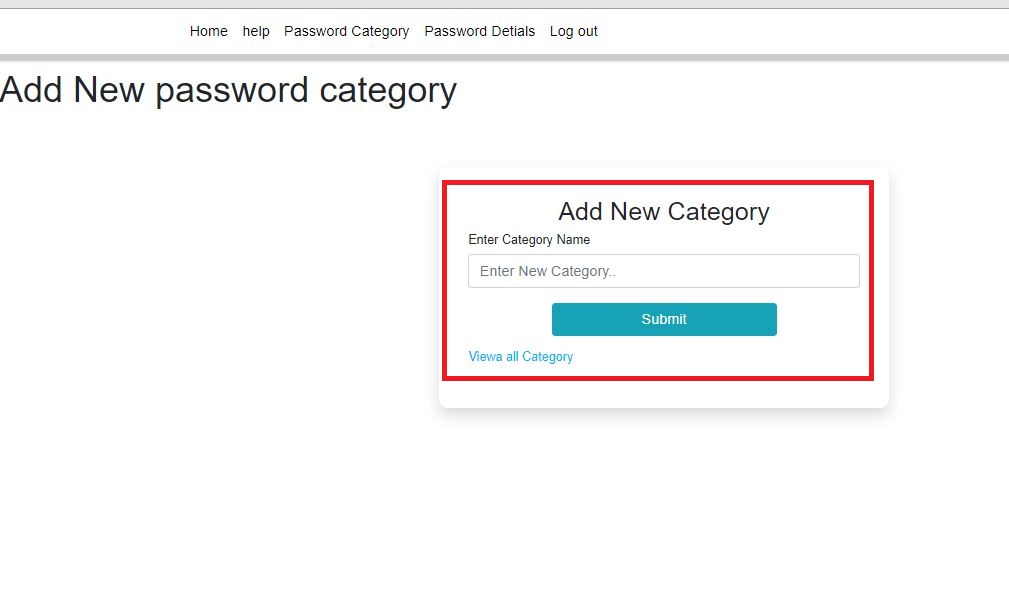 Home help Password Category Password Detials Log out
Add New password category
Add New Category
Enter Category Name
Enter New Category..
Submit
Viewa all Category